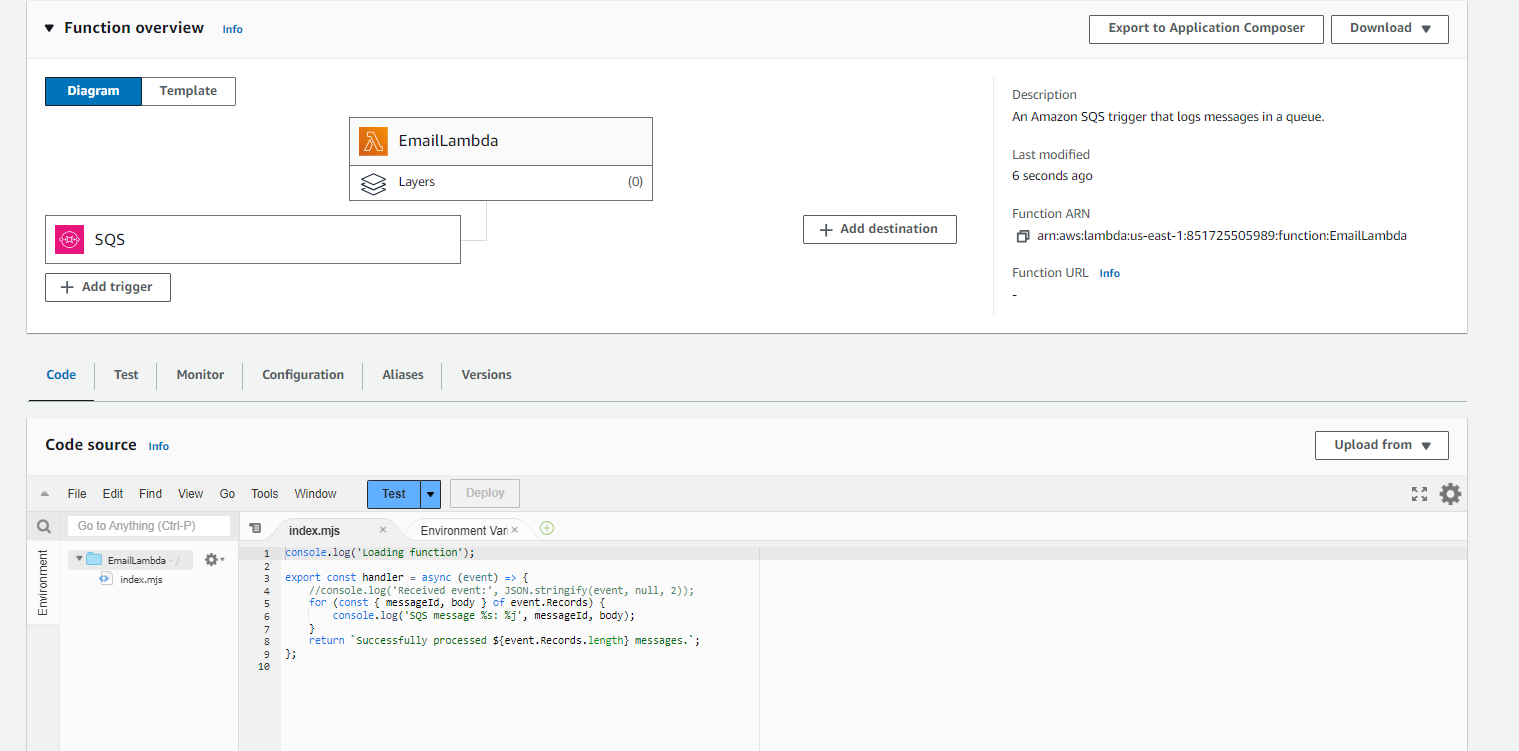 Function overview Info
Export to Application Composer
Download
Diagram
Template
EmailLambda
Layers
(0)
SQS
Add trigger
Add destination
Description
An Amazon SQS trigger that logs messages in a queue.
Last modified
6 seconds ago
Function ARN
arn:aws:lambda:us-east-1:851725505989:function:EmailLambda
Function URL Info
-
Code
Test
Monitor
Configuration
Aliases
Versions
Code source Info
Upload from
File Edit Find View Go Tools Window
Test
Deploy
Go to Anything (Ctrl-P)
index.mjs
Environment Var
Environment
EmailLambda - /
index.mjs
1 console.log('Loading function');
2
3 export const handler = async (event) => {
4 //console.log('Received event:', JSON.stringify(event, null, 2));
5 for (const { messageId, body } of event.Records) {
6 console.log('SQS message %s: %j', messageId, body);
7 }
8 return `Successfully processed ${event.Records.length} messages.`;
9 };
10